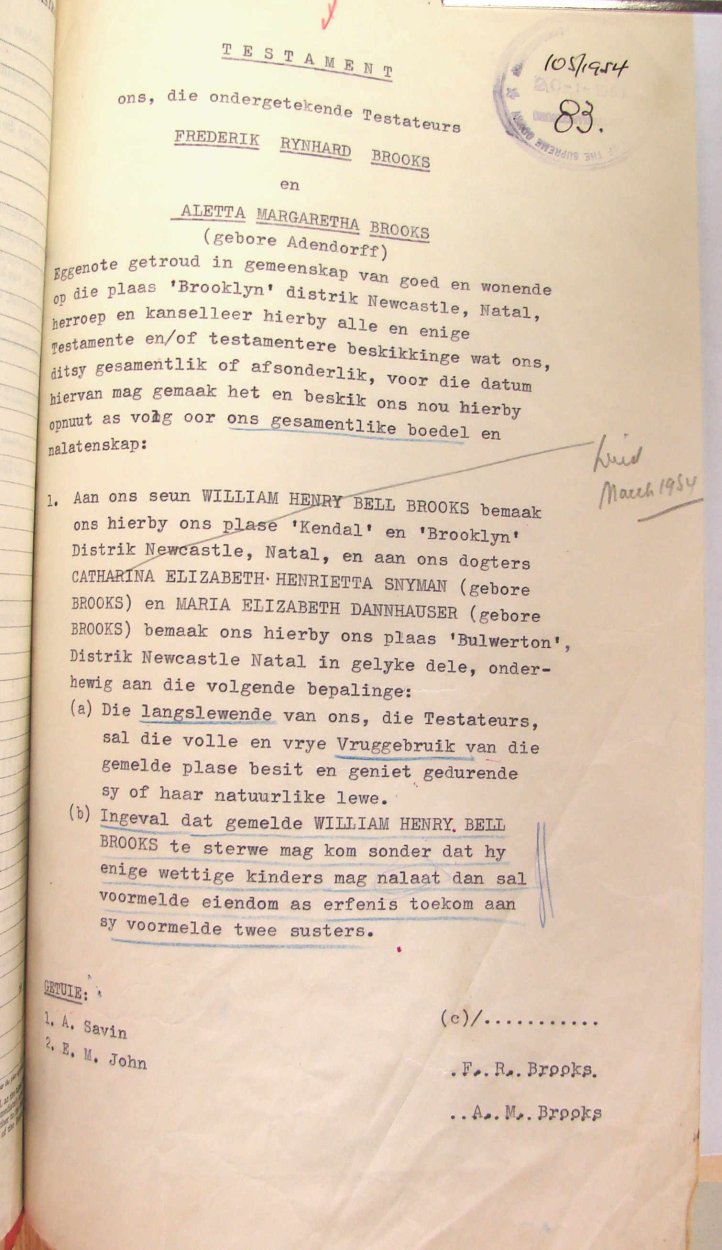 TESTAMENT
105/1954
83.
OF THE SUPREME COURT
ons, die ondergetekende Testateurs
FREDERIK RYNHARD BROOKS
en
ALETTA MARGARETHA BROOKS
(gebore Adendorff)
Eggenote getroud in gemeenskap van goed en wonende
op die plaas 'Brooklyn' distrik Newcastle, Natal,
herroep en kanselleer hierby alle en enige
Testamente en/of testamentere beskikkinge wat ons,
ditsy gesamentlik of afsonderlik, voor die datum
hiervan mag gemaak het en beskik ons nou hierby
opnuut as volg oor ons gesamentlike boedel en
nalatenskap:
March 1954
1. Aan ons seun WILLIAM HENRY BELL BROOKS bemaak
ons hierby ons plase 'Kendal' en 'Brooklyn'
Distrik Newcastle, Natal, en aan ons dogters
CATHARINA ELIZABETH HENRIETTA SNYMAN (gebore
BROOKS) en MARIA ELIZABETH DANNHAUSER (gebore
BROOKS) bemaak ons hierby ons plaas 'Bulwerton',
Distrik Newcastle Natal in gelyke dele, onder-
hewig aan die volgende bepalinge:
(a) Die langslewende van ons, die Testateurs,
sal die volle en vrye Vruggebruik van die
gemelde plase besit en geniet gedurende
sy of haar natuurlike lewe.
(b) Ingeval dat gemelde WILLIAM HENRY BELL
BROOKS te sterwe mag kom sonder dat hy
enige wettige kinders mag nalaat dan sal
voormelde eiendom as erfenis toekom aan
sy voormelde twee susters.
GETUIE:
1. A. Savin
2. E. M. John
(c)/...........
.F.. R.. Brooks.
..A.. M.. Brooks